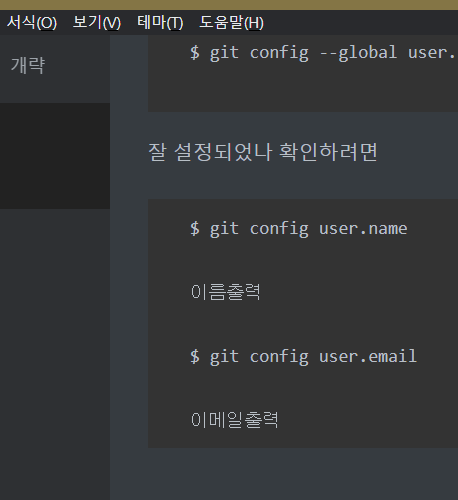 서식(O) 보기(V) 테마(T) 도움말(H)
개략
$ git config --global user.
잘 설정되었나 확인하려면
$ git config user.name
이름출력
$ git config user.email
이메일출력